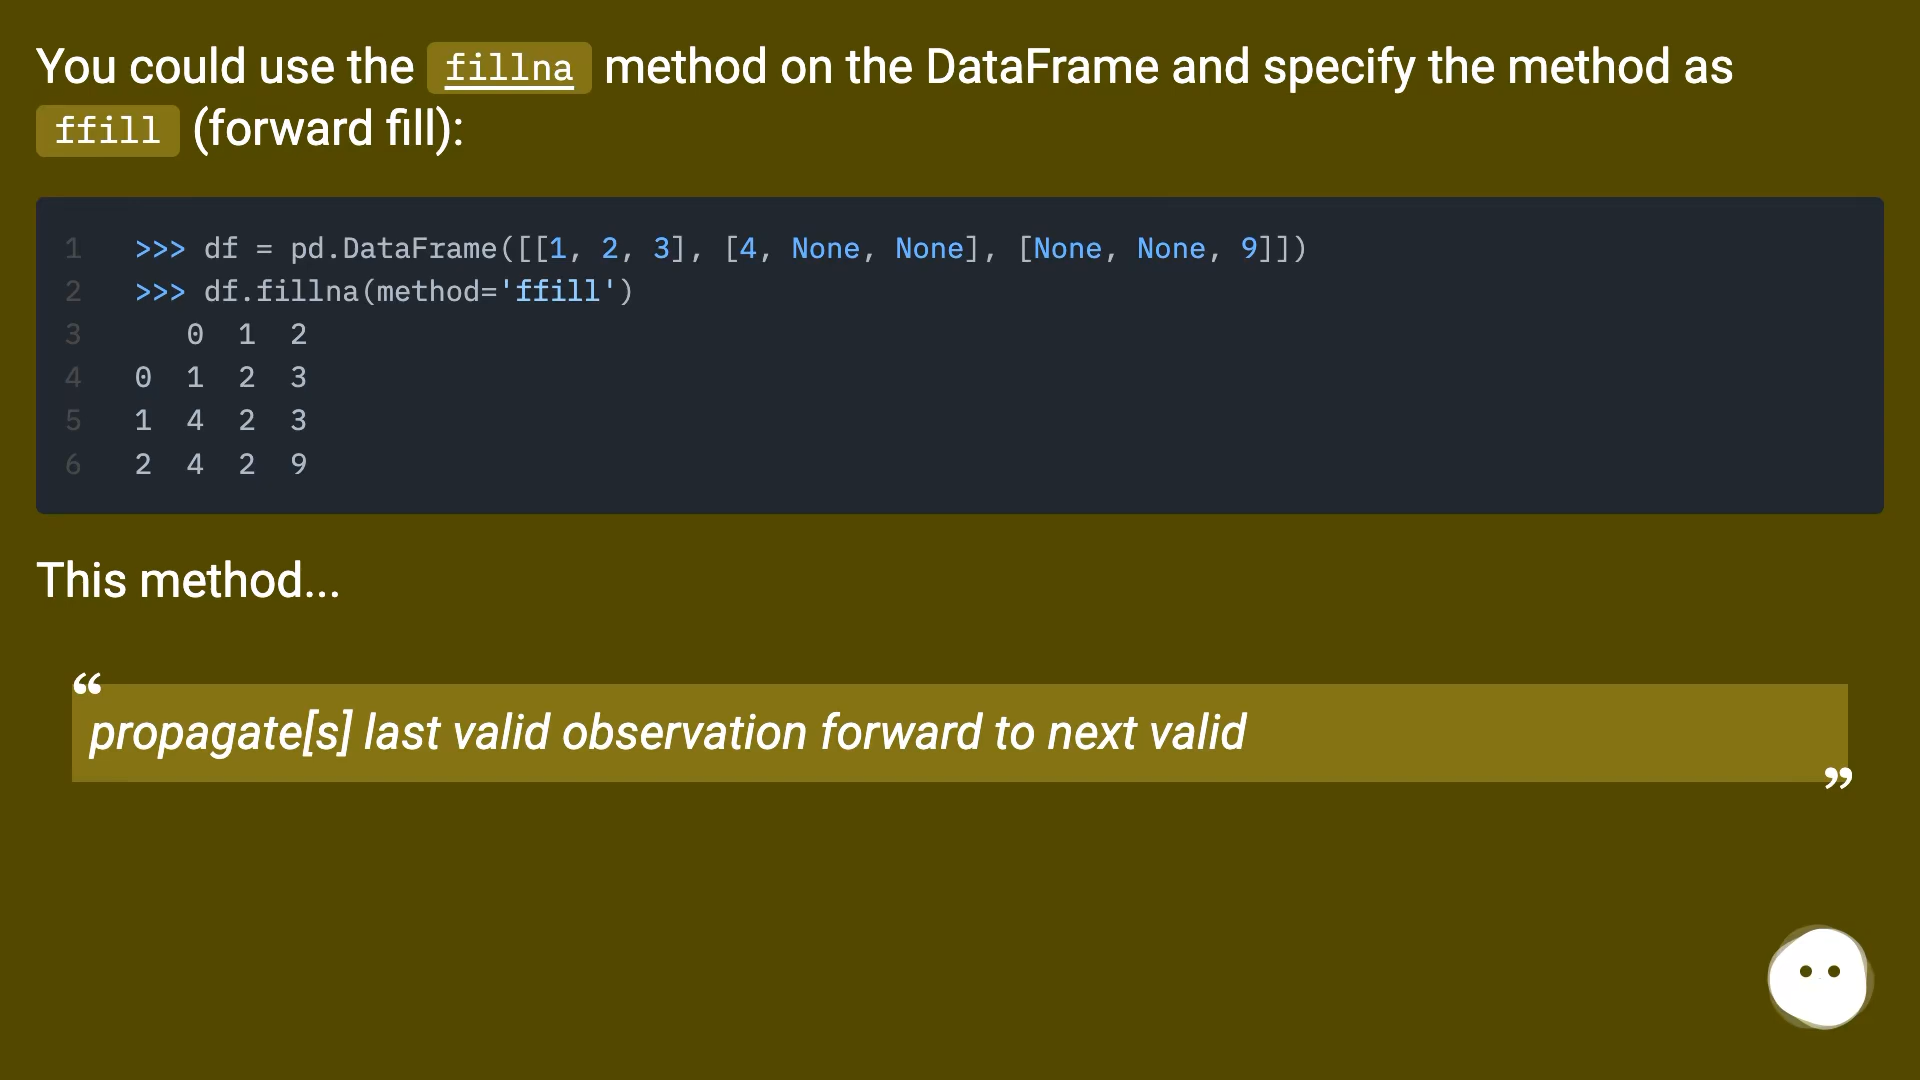 You could use the fillna method on the DataFrame and specify the method as
ffill (forward fill):
1 >>> df = pd.DataFrame([[1, 2, 3], [4, None, None], [None, None, 9]])
2 >>> df.fillna(method='ffill')
3    0  1  2
4 0  1  2  3
5 1  4  2  3
6 2  4  2  9
This method...
“
propagate[s] last valid observation forward to next valid
”